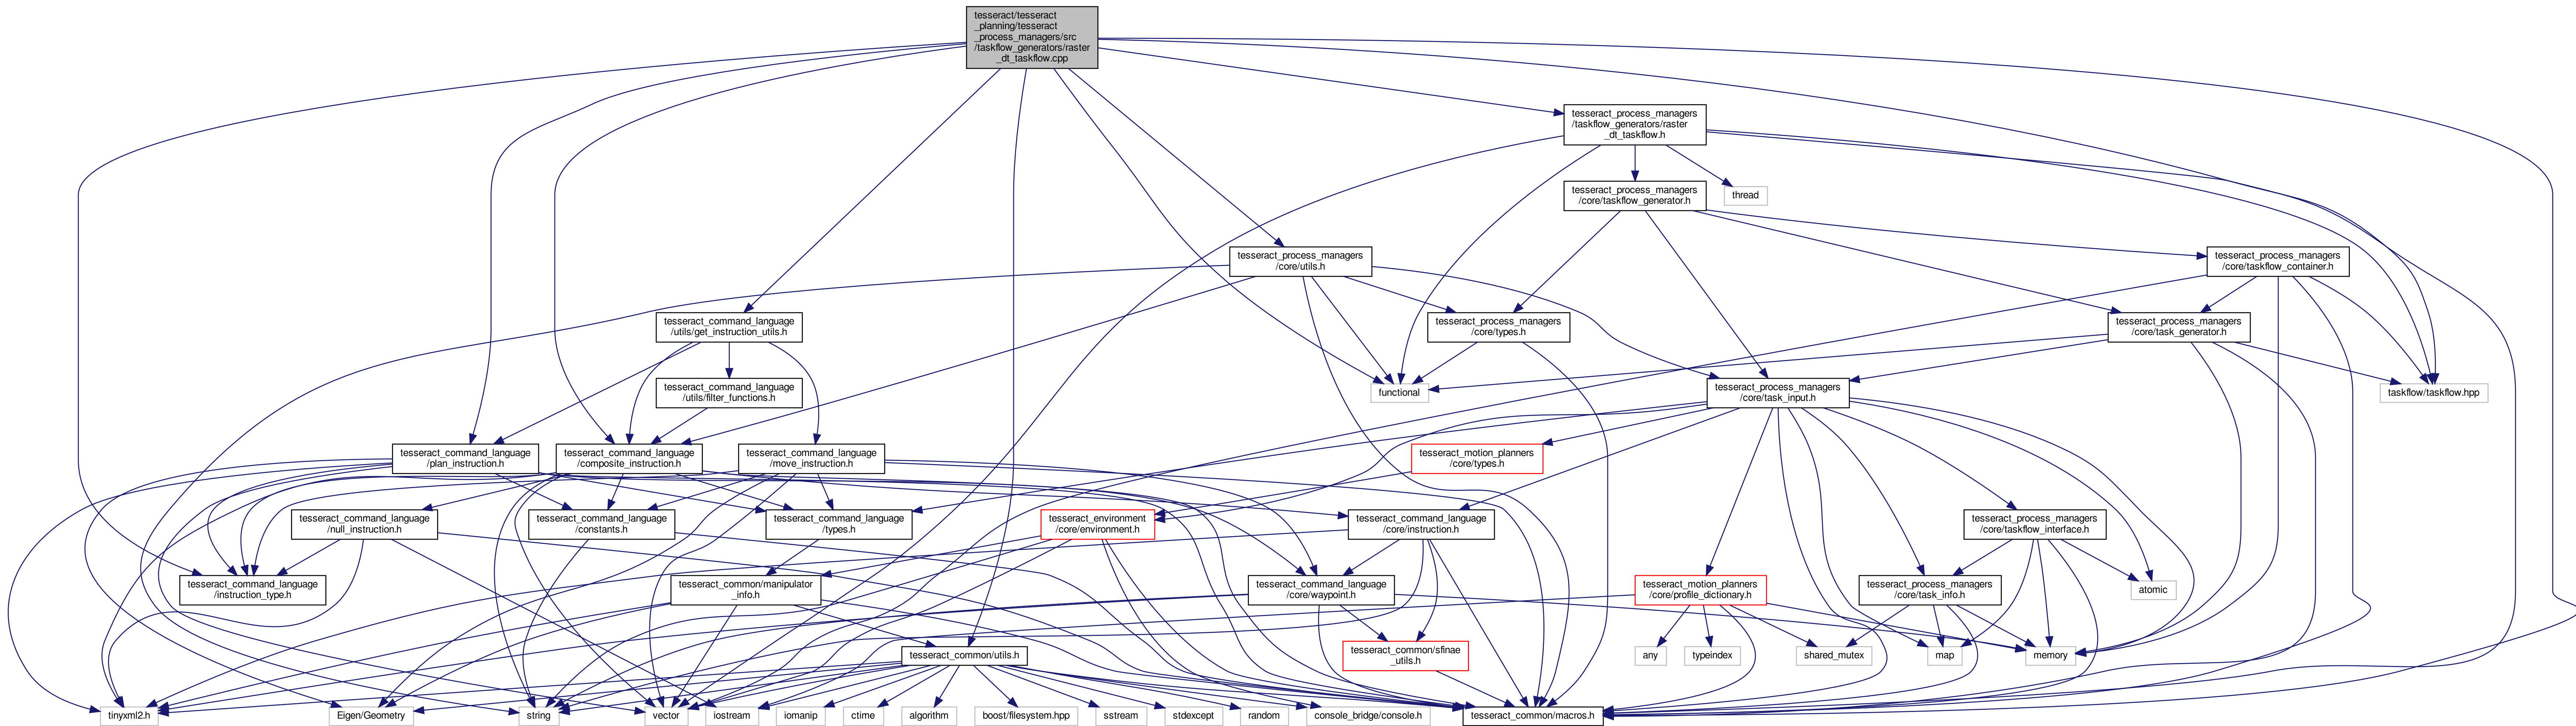 tesseract/tesseract
_planning/tesseract
_process_managers/src
/taskflow_generators/raster
_dt_taskflow.cpp
tesseract_process_managers
/taskflow_generators/raster
_dt_taskflow.h
tesseract_process_managers
/core/taskflow_generator.h
thread
tesseract_process_managers
/core/utils.h
tesseract_process_managers
/core/taskflow_container.h
tesseract_command_language
/utils/get_instruction_utils.h
tesseract_process_managers
/core/types.h
tesseract_process_managers
/core/task_generator.h
tesseract_command_language
/utils/filter_functions.h
functional
tesseract_process_managers
/core/task_input.h
taskflow/taskflow.hpp
tesseract_command_language
/plan_instruction.h
tesseract_command_language
/composite_instruction.h
tesseract_command_language
/move_instruction.h
tesseract_motion_planners
/core/types.h
tesseract_command_language
/null_instruction.h
tesseract_command_language
/constants.h
tesseract_command_language
/types.h
tesseract_environment
/core/environment.h
tesseract_command_language
/core/instruction.h
tesseract_process_managers
/core/taskflow_interface.h
tesseract_command_language
/instruction_type.h
tesseract_common/manipulator
_info.h
tesseract_command_language
/core/waypoint.h
tesseract_motion_planners
/core/profile_dictionary.h
tesseract_process_managers
/core/task_info.h
atomic
tesseract_common/utils.h
tesseract_common/sfinae
_utils.h
any
typeindex
shared_mutex
map
memory
tinyxml2.h
Eigen/Geometry
string
vector
iostream
iomanip
ctime
algorithm
boost/filesystem.hpp
sstream
stdexcept
random
console_bridge/console.h
tesseract_common/macros.h